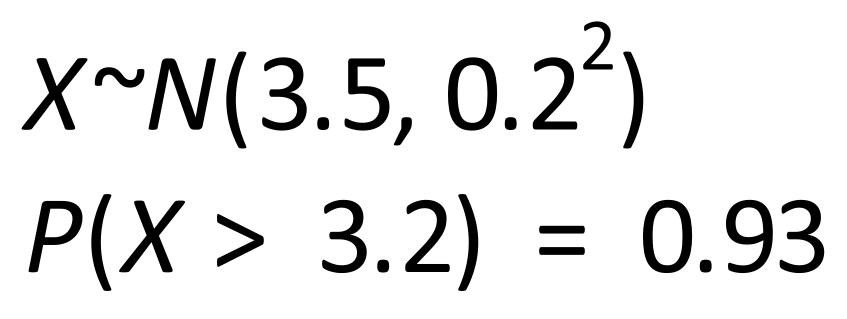 X~N(3.5, 0.2²)
P(X > 3.2) = 0.93